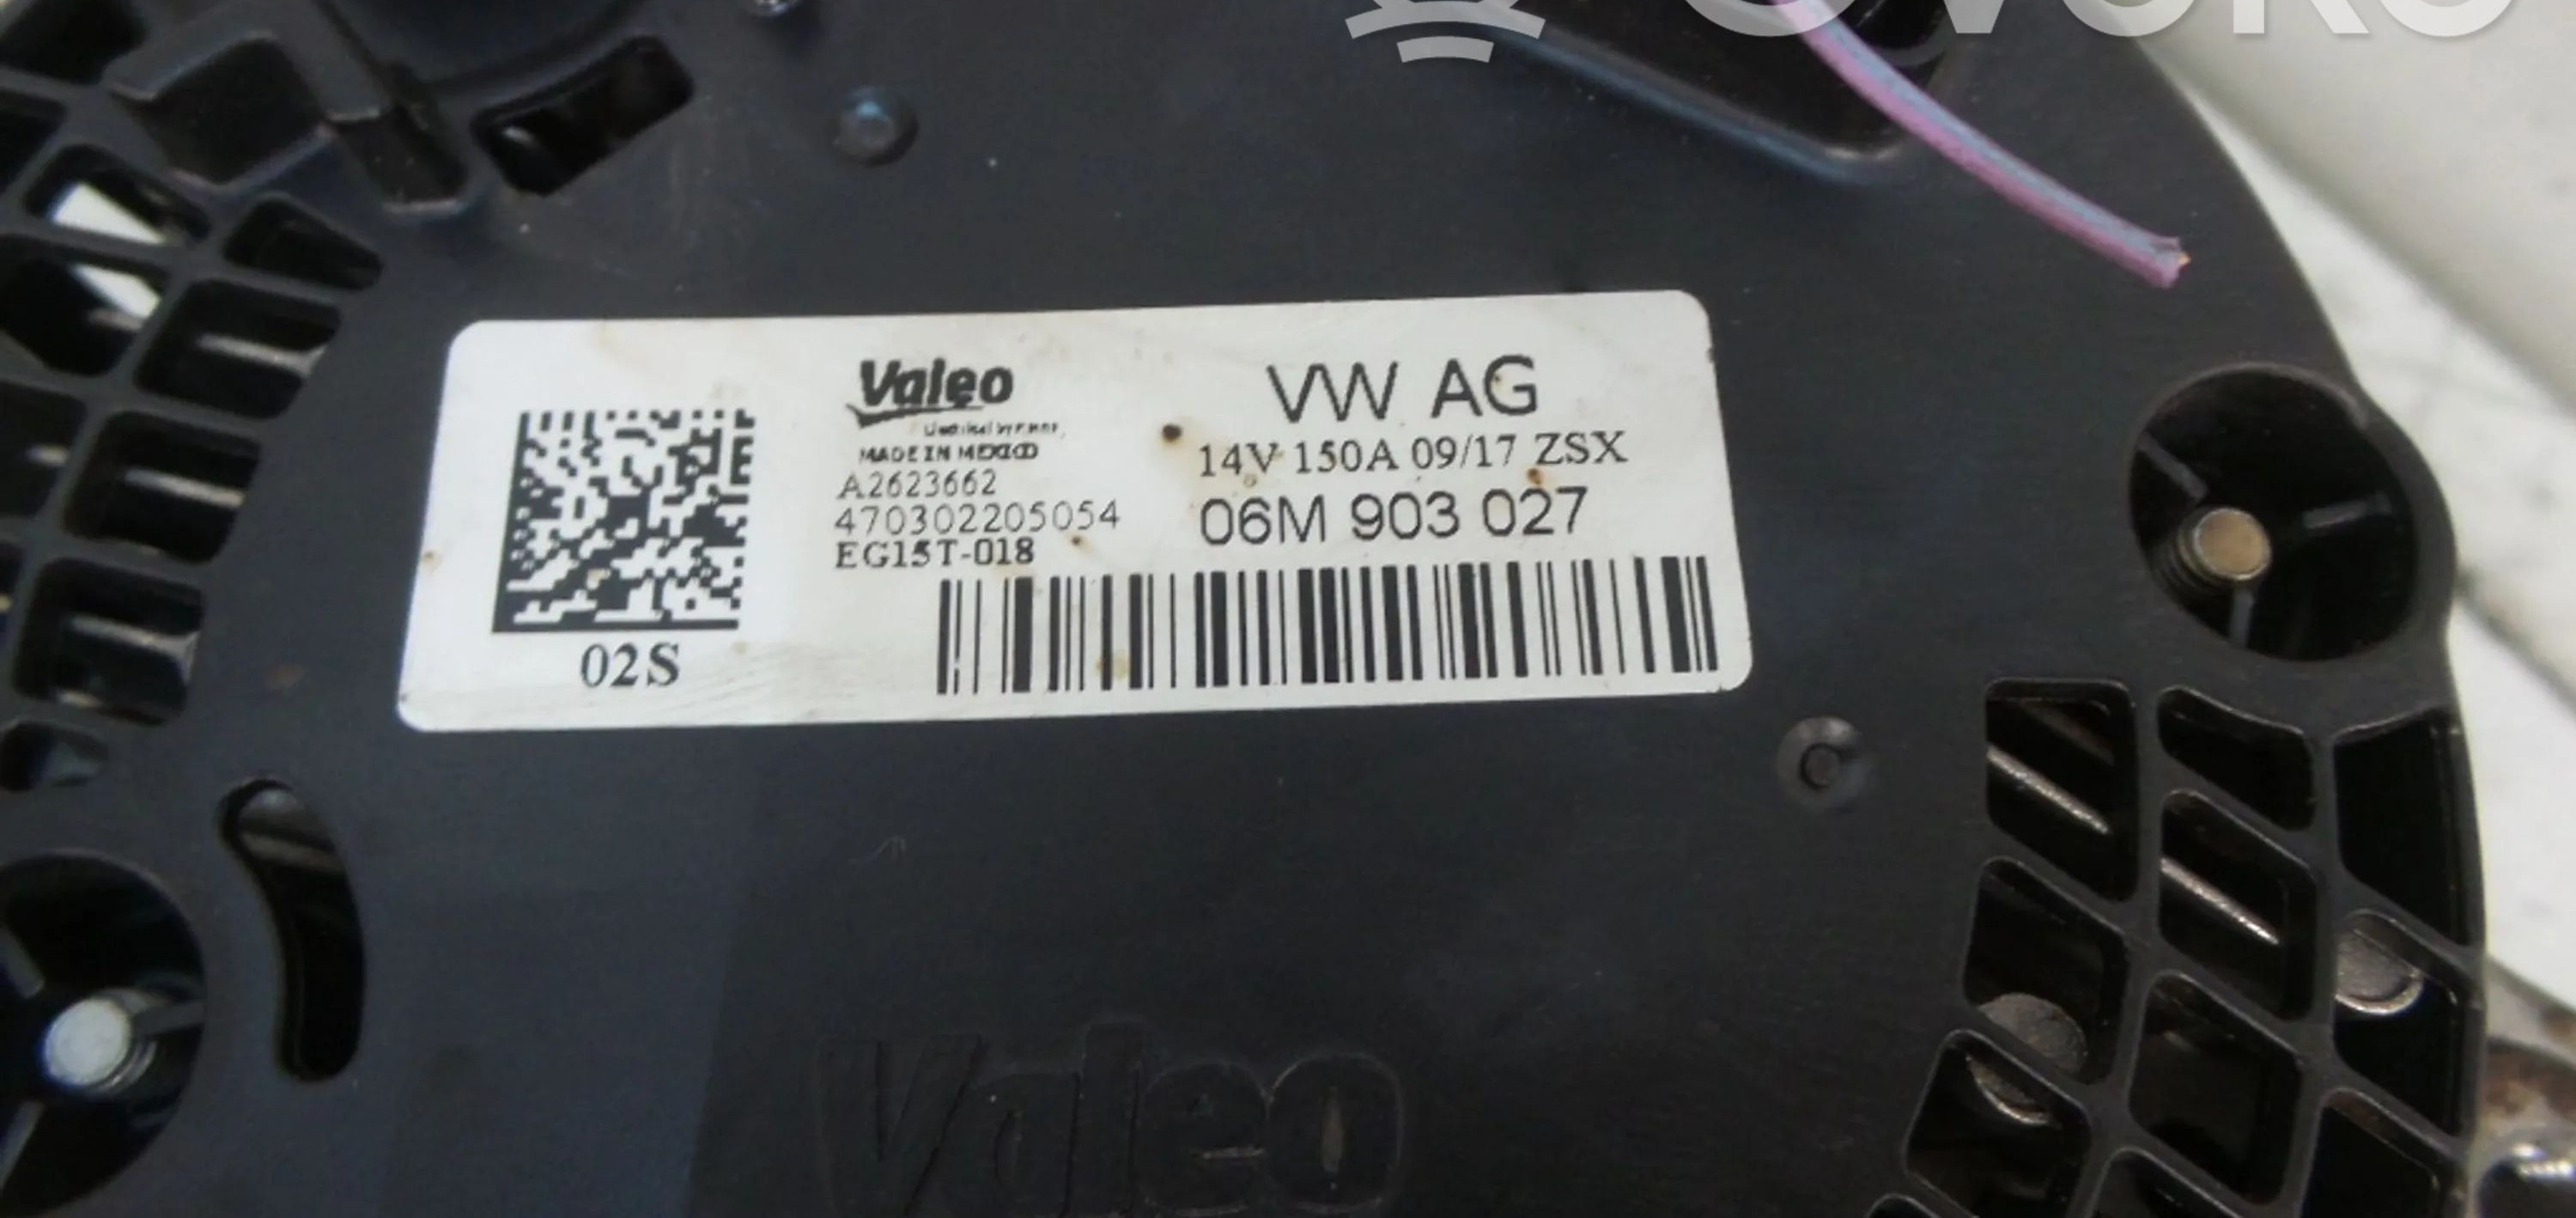 Valeo
MADE IN MEXICO
A2623662
470302205054
EG15T-018
VW AG
14V 150A 09/17 ZSX
06M 903 027
02S
Valeo